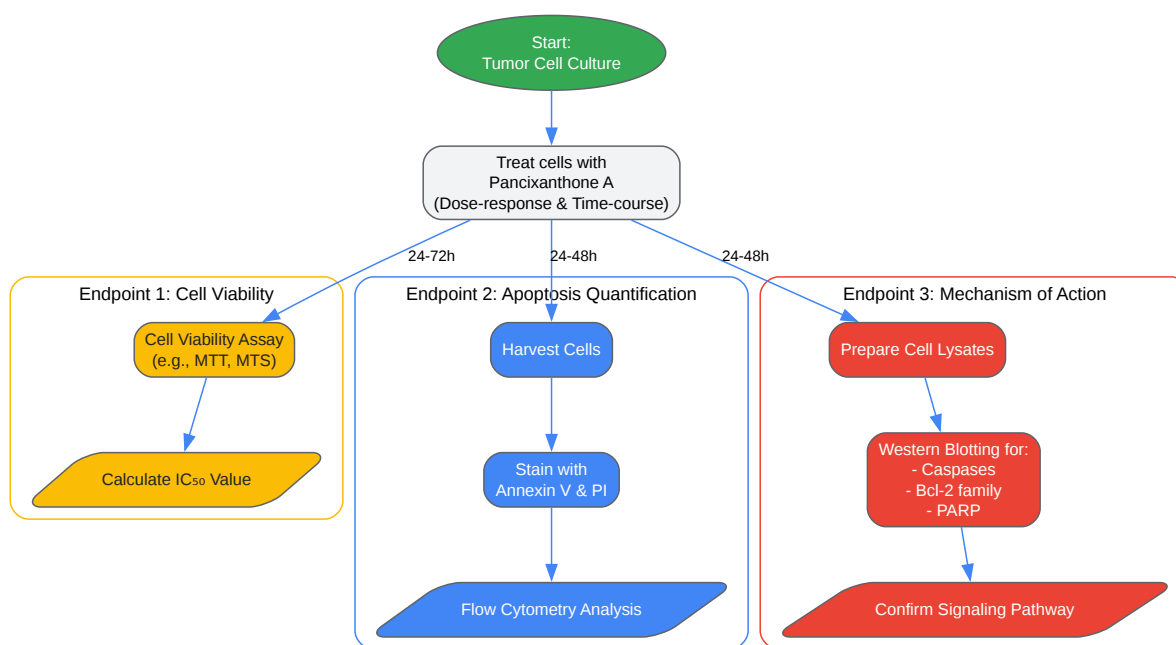 Start:
Tumor Cell Culture
Treat cells with
Pancixanthone A
(Dose-response & Time-course)
24-72h
24-48h
24-48h
Endpoint 1: Cell Viability
Cell Viability Assay
(e.g., MTT, MTS)
Calculate IC₅₀ Value
Endpoint 2: Apoptosis Quantification
Harvest Cells
Stain with
Annexin V & PI
Flow Cytometry Analysis
Endpoint 3: Mechanism of Action
Prepare Cell Lysates
Western Blotting for:
- Caspases
- Bcl-2 family
- PARP
Confirm Signaling Pathway